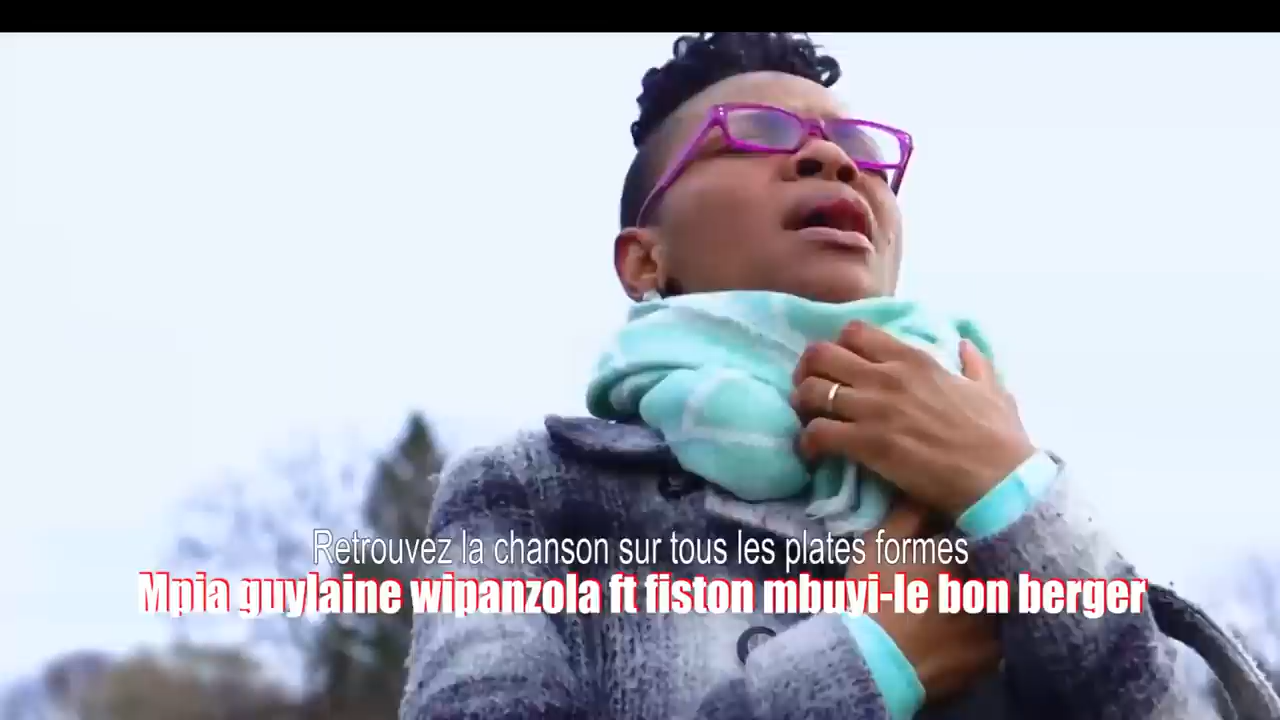 Retrouvez la chanson sur tous les plates formes
Mpia guylaine wipanzola ft fiston mbuyi-le bon berger